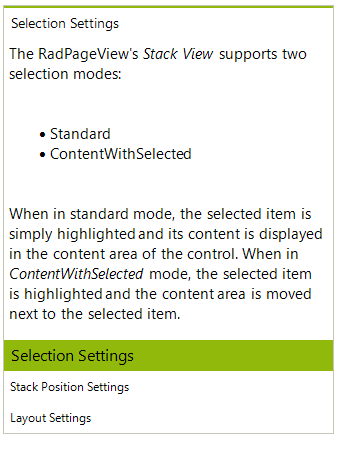 Selection Settings
The RadPageView's Stack View supports two
selection modes:
• Standard
• ContentWithSelected
When in standard mode, the selected item is
simply highlighted and its content is displayed
in the content area of the control. When in
ContentWithSelected mode, the selected item
is highlighted and the content area is moved
next to the selected item.
Selection Settings
Stack Position Settings
Layout Settings